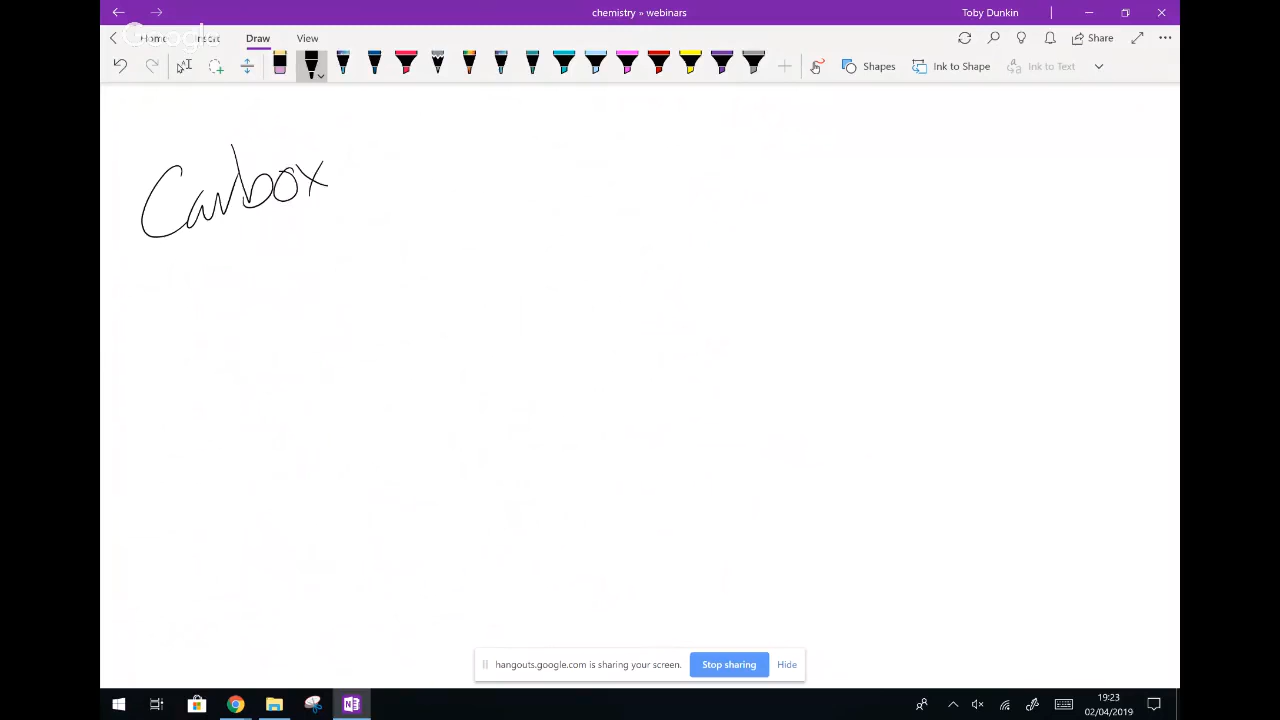 chemistry » webinars
Toby Dunkin
Google
Home Insert Draw View
Share
Shapes Ink to Shape Ink to Text
Carbox
hangouts.google.com is sharing your screen. Stop sharing Hide
19:23
02/04/2019